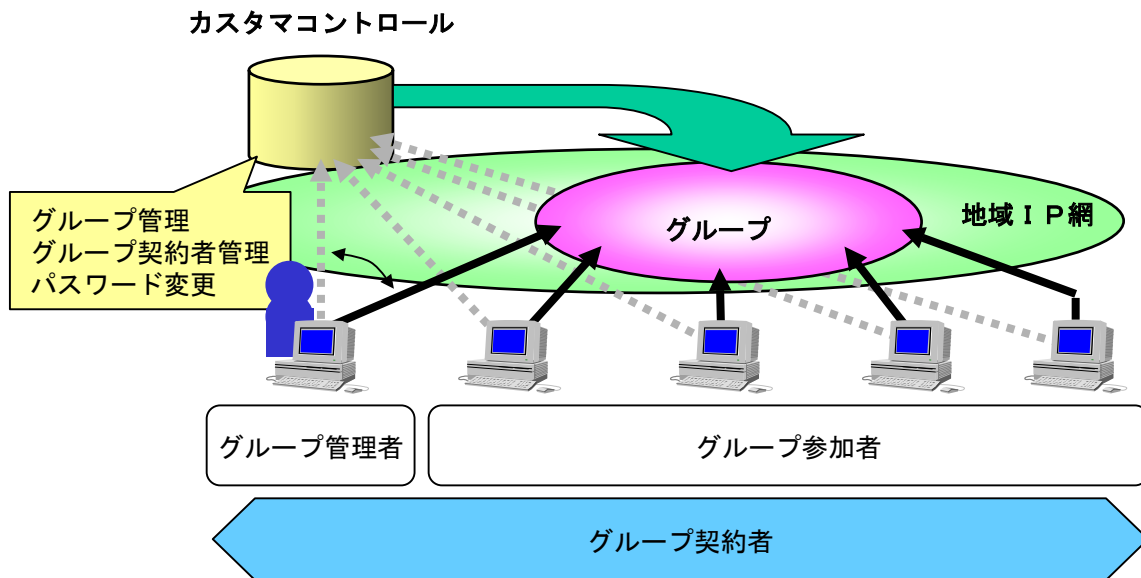 カスタマコントロール
グループ管理
グループ契約者管理
パスワード変更
グループ
地域ＩＰ網
グループ管理者
グループ参加者
グループ契約者